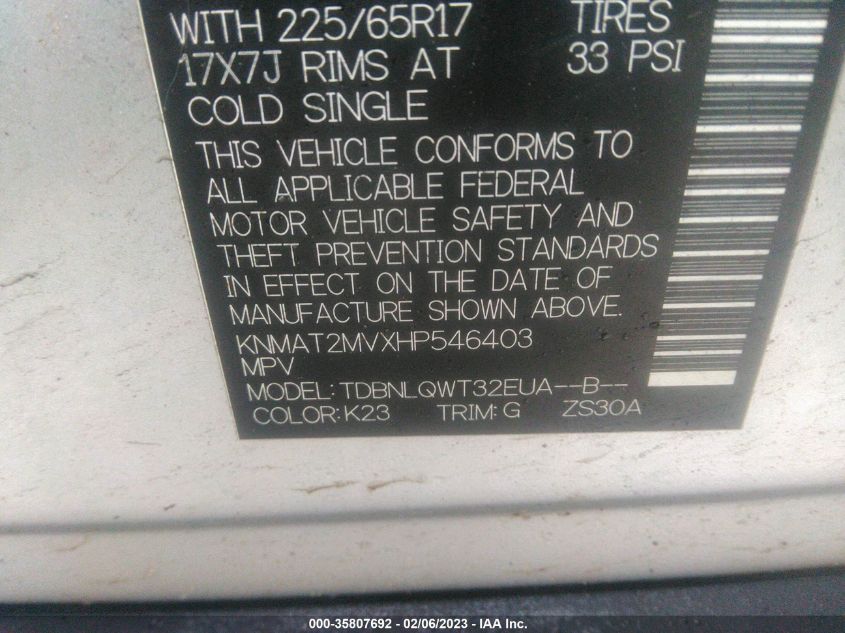 WITH 225/65R17 TIRES
17X7J RIMS AT 33 PSI
COLD SINGLE
THIS VEHICLE CONFORMS TO
ALL APPLICABLE FEDERAL
MOTOR VEHICLE SAFETY AND
THEFT PREVENTION STANDARDS
IN EFFECT ON THE DATE OF
MANUFACTURE SHOWN ABOVE.
KNMAT2MVXHP546403
MPV
MODEL: TDBNLQWT32EUA--B--
COLOR: K23 TRIM: G ZS30A
000-35807692 - 02/06/2023 - IAA Inc.